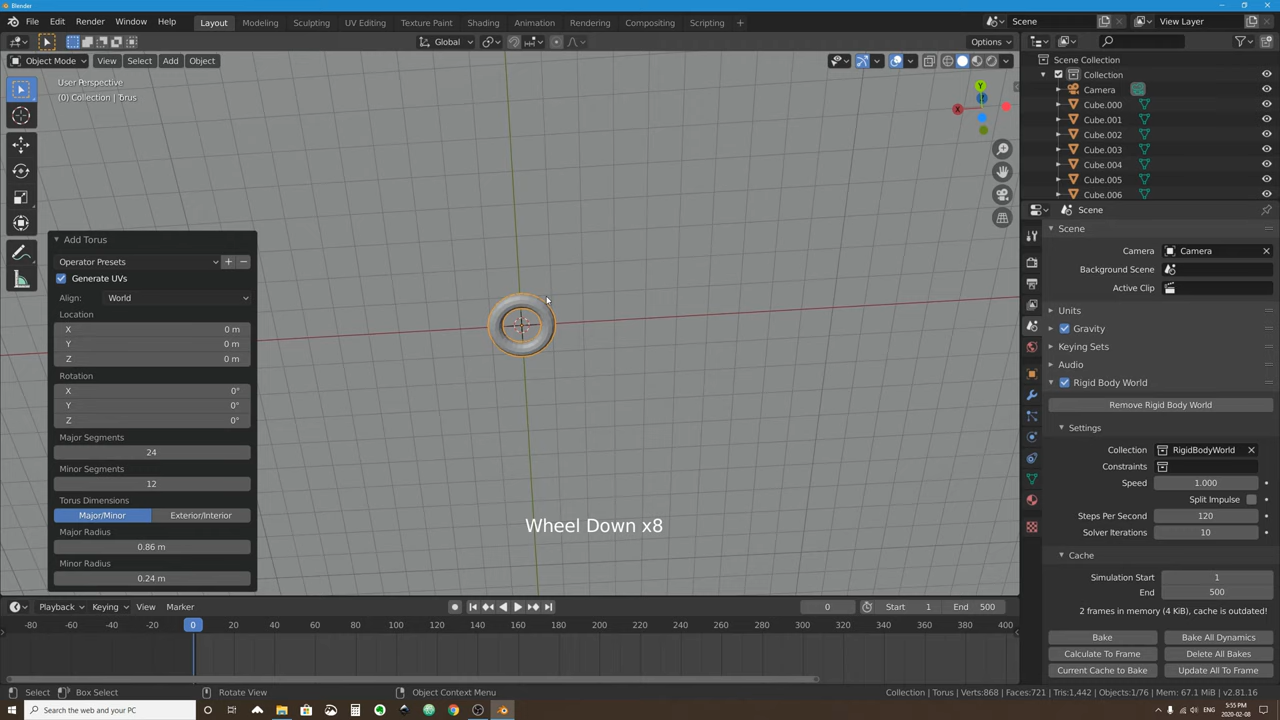 Blender
File Edit Render Window Help Layout Modeling Sculpting UV Editing Texture Paint Shading Animation Rendering Compositing Scripting + Scene View Layer
Global Options
Object Mode View Select Add Object
User Perspective
(0) Collection | Torus
Y
X
Scene Collection
Collection
Camera
Cube.000
Cube.001
Cube.002
Cube.003
Cube.004
Cube.005
Cube.006
Scene
Scene
Camera Camera
Background Scene
Active Clip
Units
Gravity
Keying Sets
Audio
Rigid Body World
Remove Rigid Body World
Settings
Collection RigidBodyWorld
Constraints
Speed 1.000
Split Impulse
Steps Per Second 120
Solver Iterations 10
Cache
Simulation Start 1
End 500
2 frames in memory (4 KiB), cache is outdated!
Bake Bake All Dynamics
Calculate To Frame Delete All Bakes
Current Cache to Bake Update All To Frame
Add Torus
Operator Presets + −
Generate UVs
Align: World
Location
X 0 m
Y 0 m
Z 0 m
Rotation
X 0°
Y 0°
Z 0°
Major Segments
24
Minor Segments
12
Torus Dimensions
Major/Minor Exterior/Interior
Major Radius
0.86 m
Minor Radius
0.24 m
Wheel Down x8
Playback Keying View Marker 0 Start 1 End 500
-80 -60 -40 -20 0 20 40 60 80 100 120 140 160 180 200 220 240 260 280 300 320 340 360 380 400
Select Box Select Rotate View Object Context Menu Collection | Torus | Verts:868 | Faces:721 | Tris:1,442 | Objects:1/76 | Mem: 67.1 MiB | v2.81.16
Search the web and your PC ENG 5:55 PM
2020-02-08